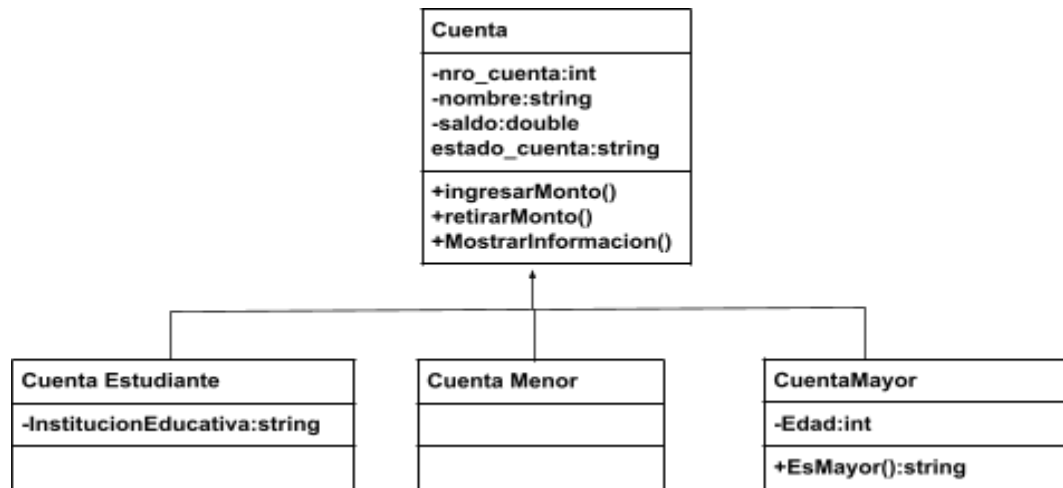 Cuenta
-nro_cuenta:int
-nombre:string
-saldo:double
estado_cuenta:string
+ingresarMonto()
+retirarMonto()
+MostrarInformacion()
Cuenta Estudiante
-InstitucionEducativa:string
Cuenta Menor
CuentaMayor
-Edad:int
+EsMayor():string